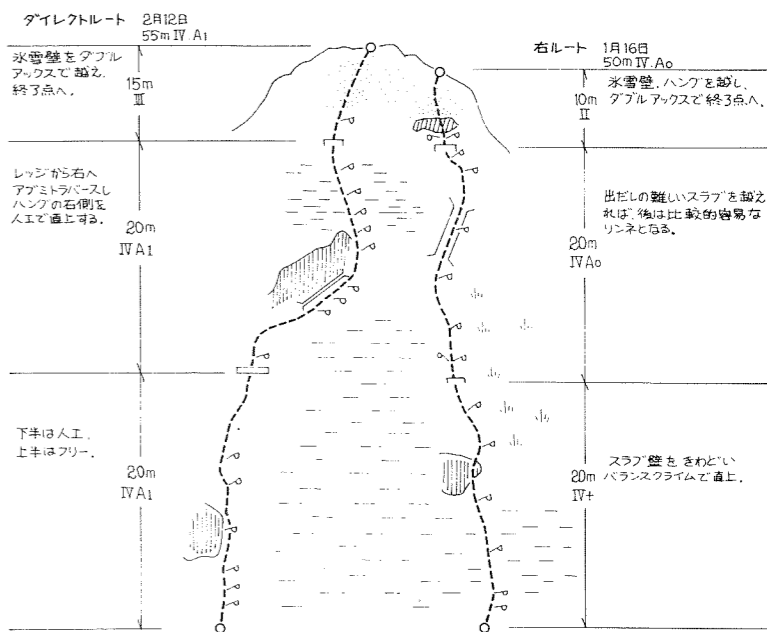 ダイレクトルート 2月12日
55m Ⅳ.A1
氷雪壁をダブル
アックスで越え、
終了点へ。
15m
Ⅲ
レッジから右へ
アブミトラバースし
ハングの右側を
人工で直上する。
20m
Ⅳ A1
下半は人工、
上半はフリー。
20m
Ⅳ A1
右ルート 1月16日
50m Ⅳ.A0
氷雪壁、ハングを越し、
ダブルアックスで終了点へ。
10m
Ⅱ
出だしの難しいスラブを越え
れば、後は比較的容易な
リンネとなる。
20m
Ⅳ A0
スラブ壁をきわどい
バランスクライムで直上。
20m
Ⅳ+